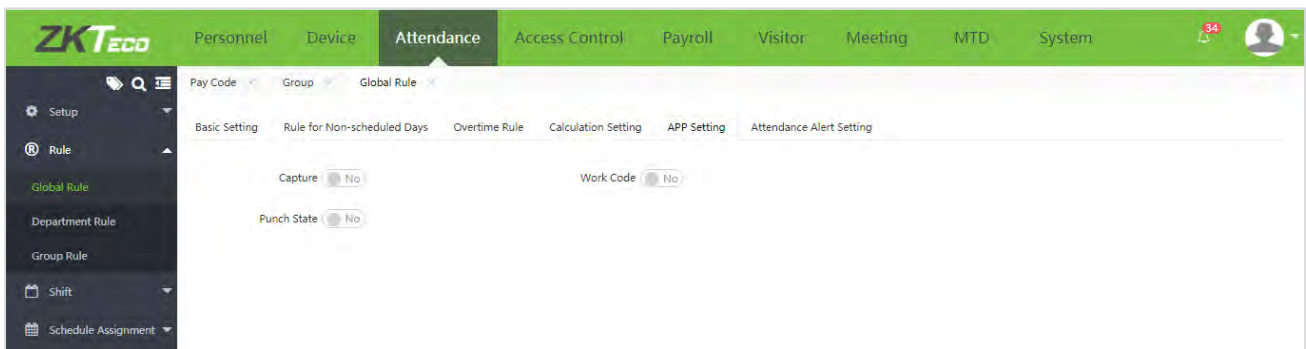 ZKTeco Personnel Device Attendance Access Control Payroll Visitor Meeting MTD System 34
Pay Code × Group × Global Rule ×
Setup
Basic Setting Rule for Non-scheduled Days Overtime Rule Calculation Setting APP Setting Attendance Alert Setting
® Rule
Capture No Work Code No
Global Rule
Punch State No
Department Rule
Group Rule
Shift
Schedule Assignment